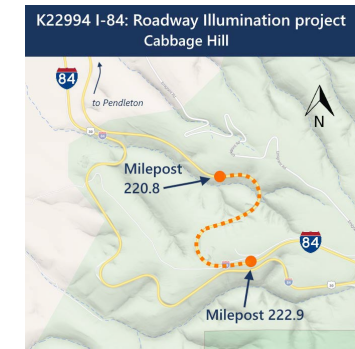 K22994 I-84: Roadway Illumination project
Cabbage Hill
84
to Pendleton
N
Milepost
220.8
84
Milepost 222.9